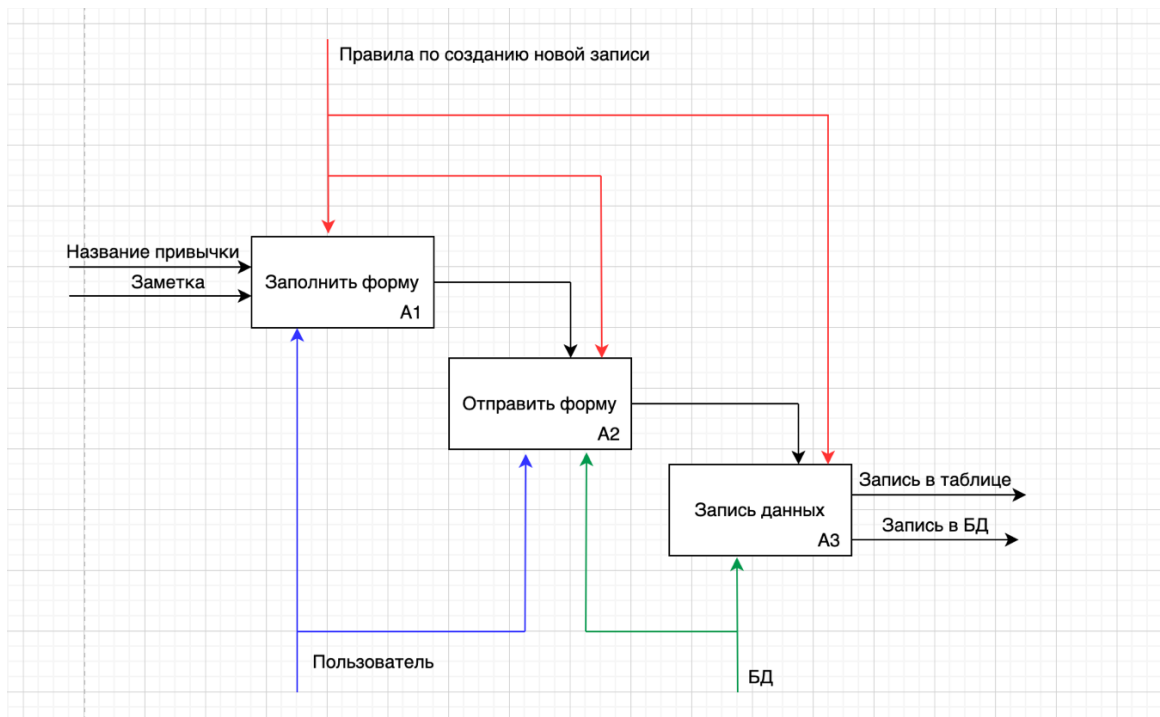 Правила по созданию новой записи
Название привычки
Заметка
Заполнить форму
A1
Отправить форму
A2
Запись данных
A3
Запись в таблице
Запись в БД
Пользователь
БД